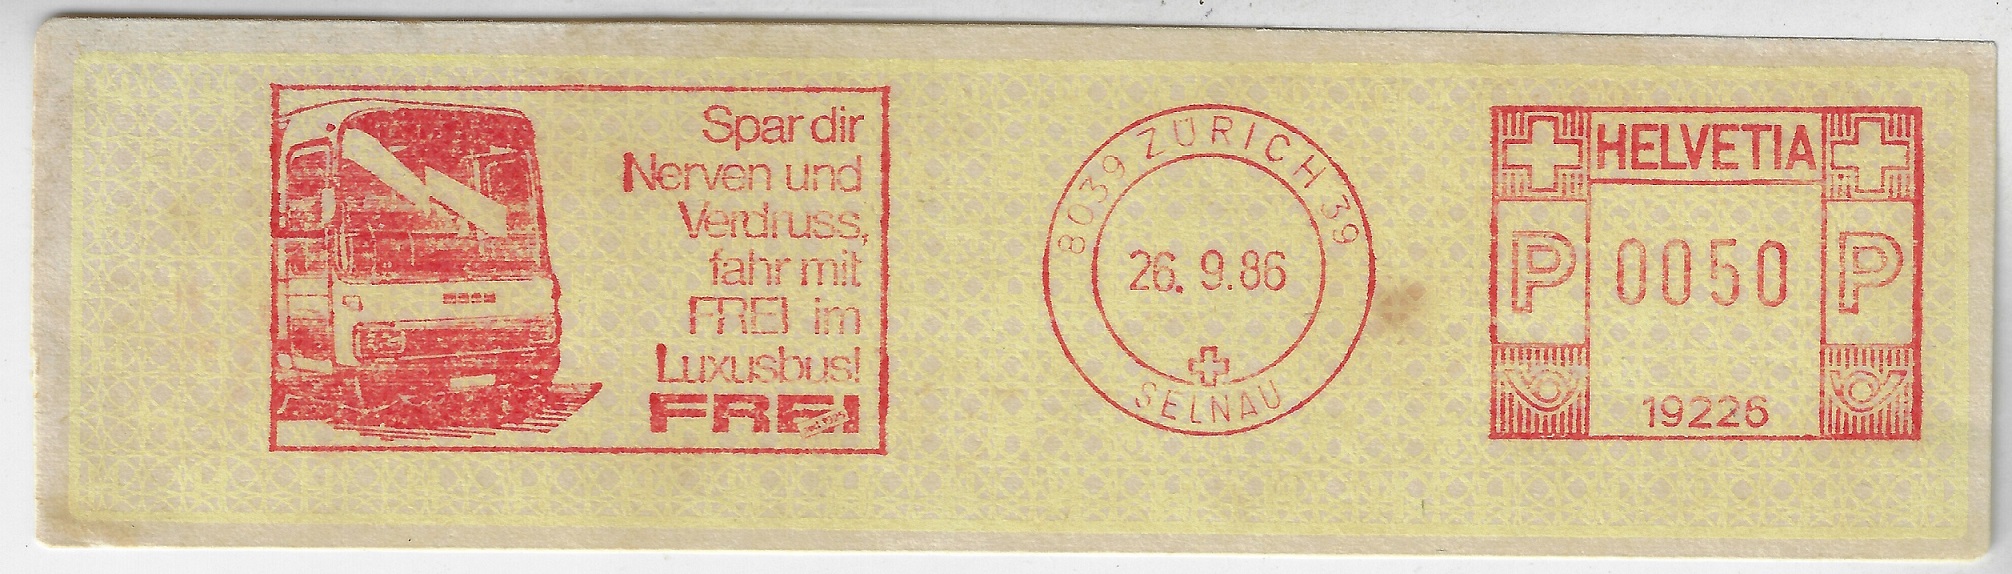 Spar dir
Nerven und
Verdruss,
fahr mit
FREI im
Luxusbus!
FREI
8039 ZÜRICH 39
26. 9.86
SELNAU
HELVETIA
P 0050 P
19226